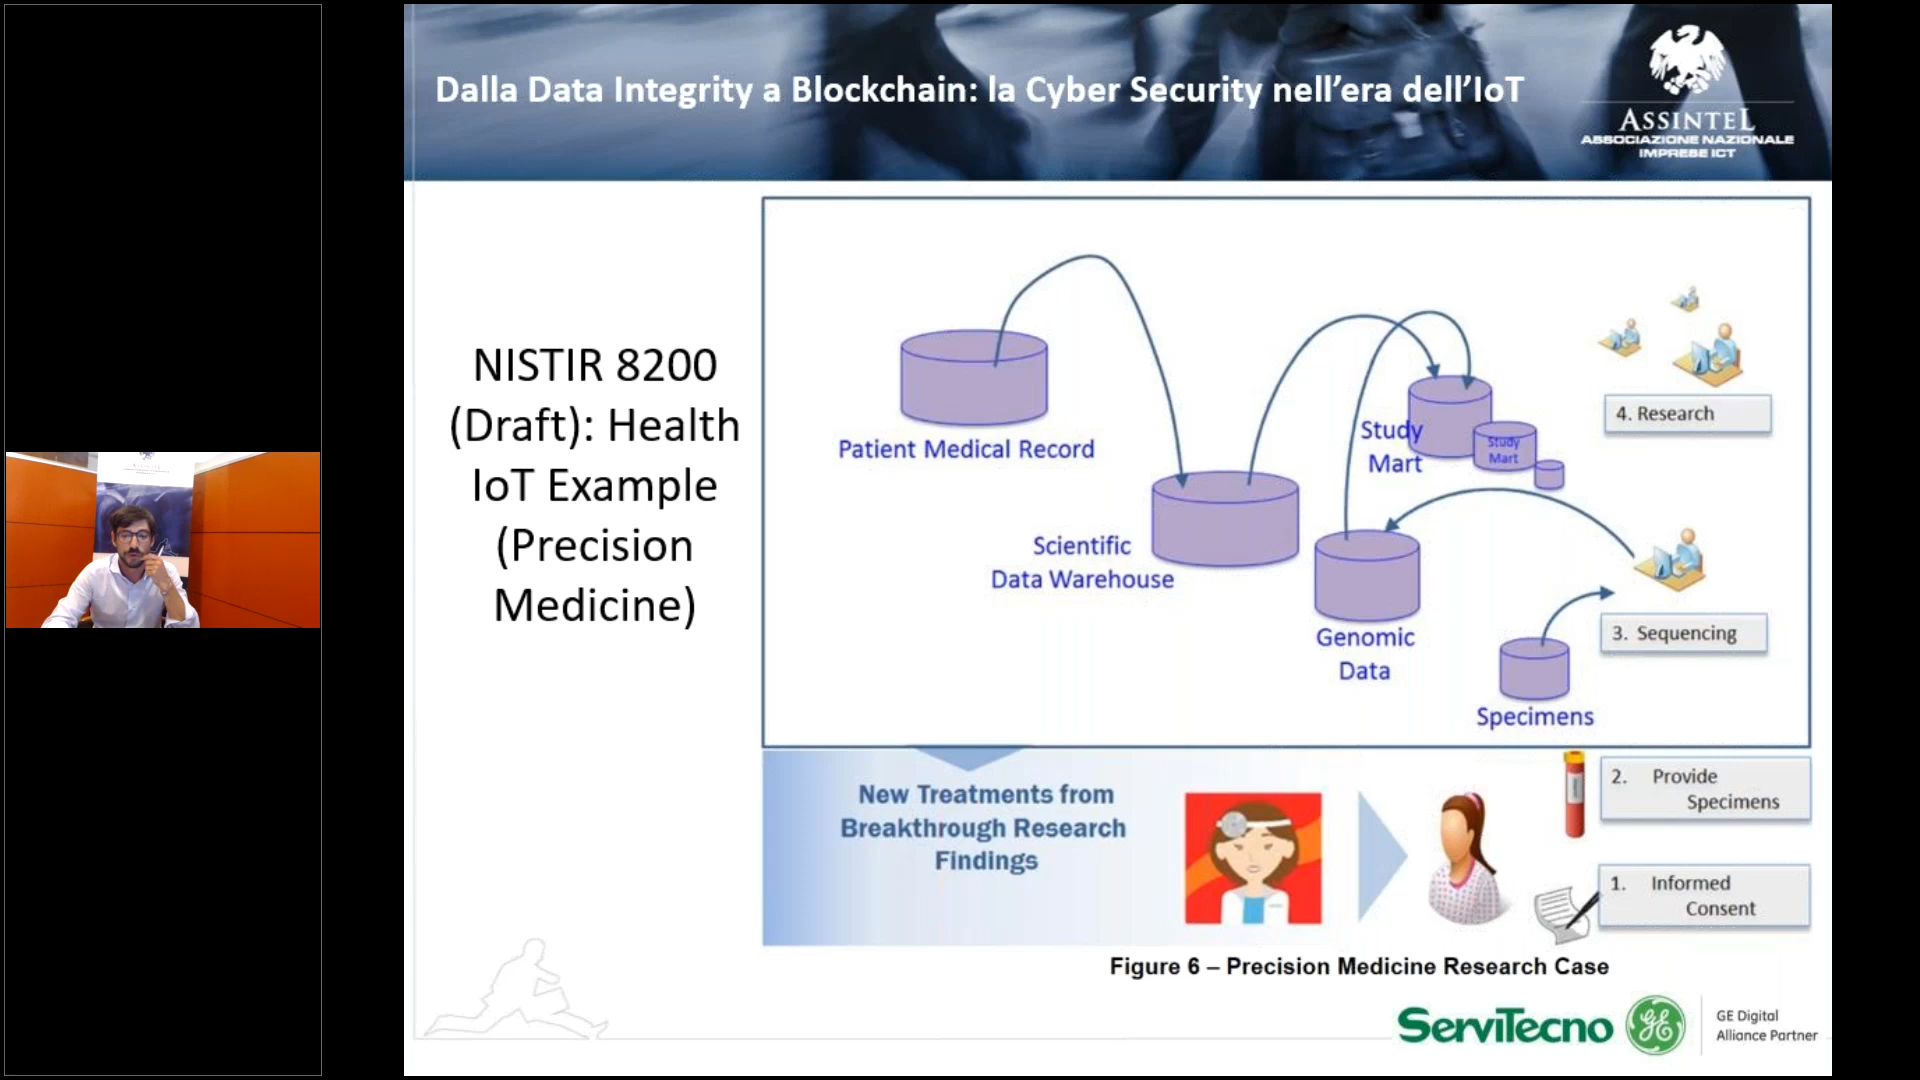 Dalla Data Integrity a Blockchain: la Cyber Security nell’era dell’IoT
ASSINTEL
ASSOCIAZIONE NAZIONALE
IMPRESE ICT
NISTIR 8200
(Draft): Health
IoT Example
(Precision
Medicine)
Patient Medical Record
Scientific
Data Warehouse
Study
Mart
Study
Mart
Genomic
Data
Specimens
4. Research
3. Sequencing
2. Provide
Specimens
1. Informed
Consent
New Treatments from
Breakthrough Research
Findings
Figure 6 – Precision Medicine Research Case
ServiTecno
GE
GE Digital
Alliance Partner